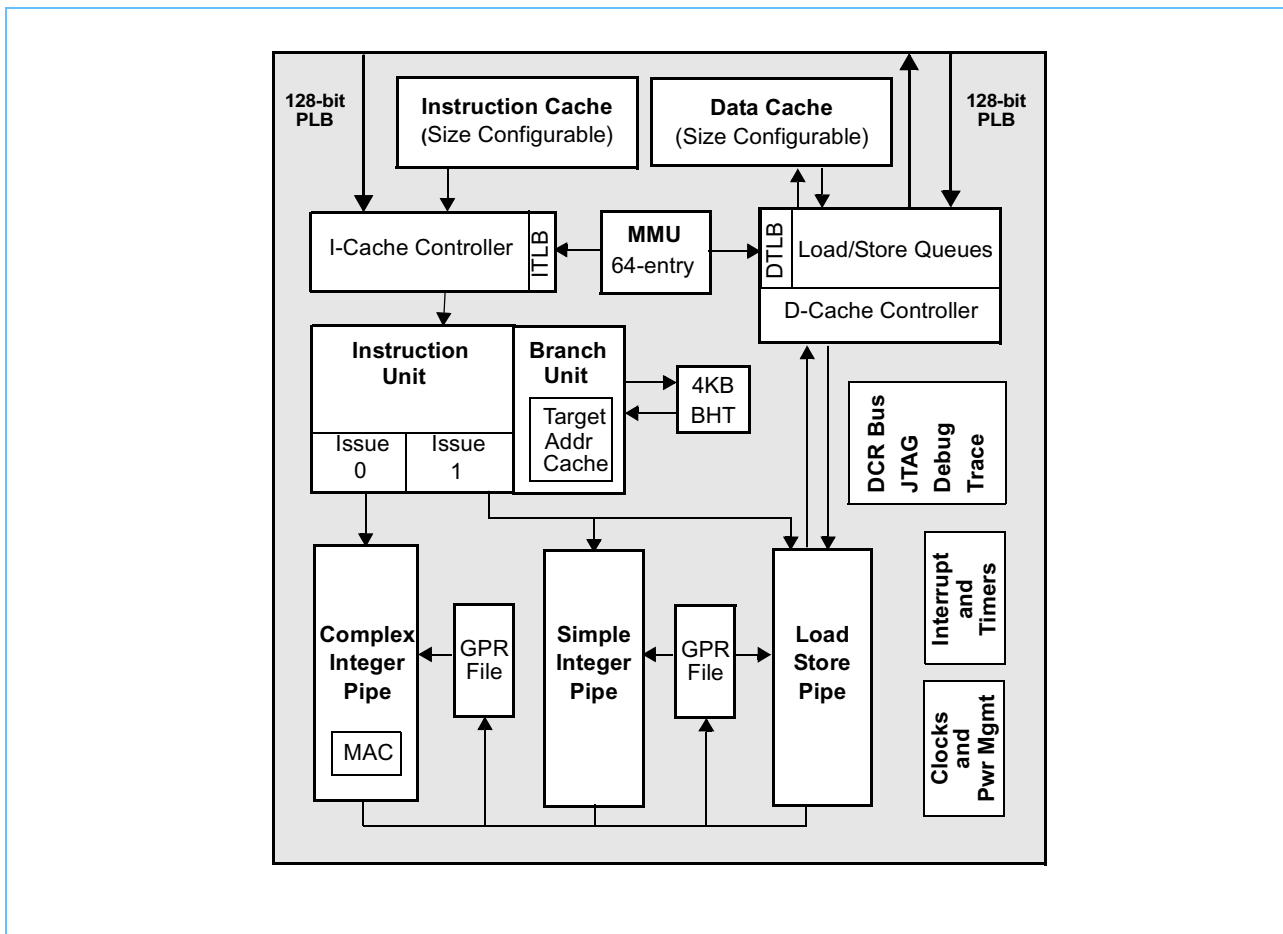 128-bit
PLB
Instruction Cache
(Size Configurable)
Data Cache
(Size Configurable)
128-bit
PLB
I-Cache Controller
ITLB
MMU
64-entry
DTLB
Load/Store Queues
D-Cache Controller
Instruction
Unit
Issue
0
Issue
1
Branch
Unit
Target
Addr
Cache
4KB
BHT
DCR Bus
JTAG
Debug
Trace
Complex
Integer
Pipe
MAC
GPR
File
Simple
Integer
Pipe
GPR
File
Load
Store
Pipe
Interrupt
and
Timers
Clocks
and
Pwr Mgmt